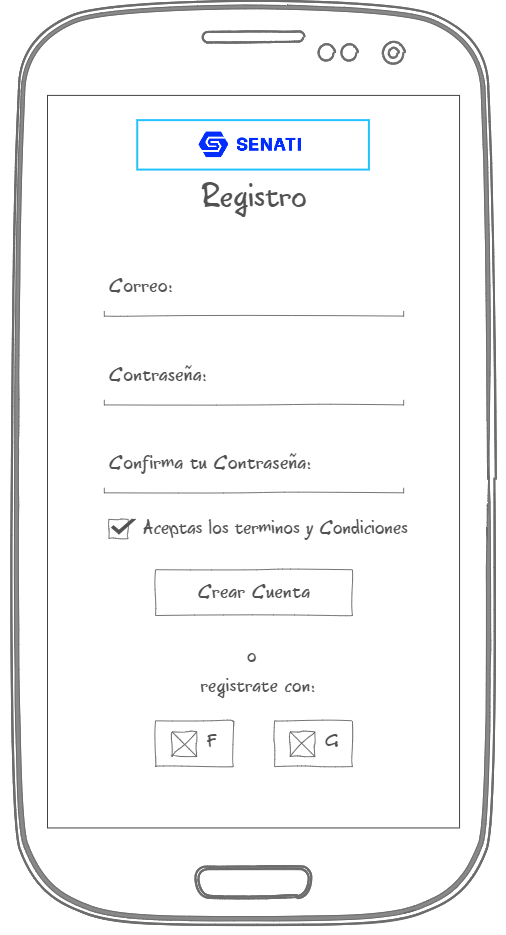 SENATI
Registro
Correo:
Contraseña:
Confirma tu Contraseña:
Aceptas los terminos y Condiciones
Crear Cuenta
o
registrate con:
F G